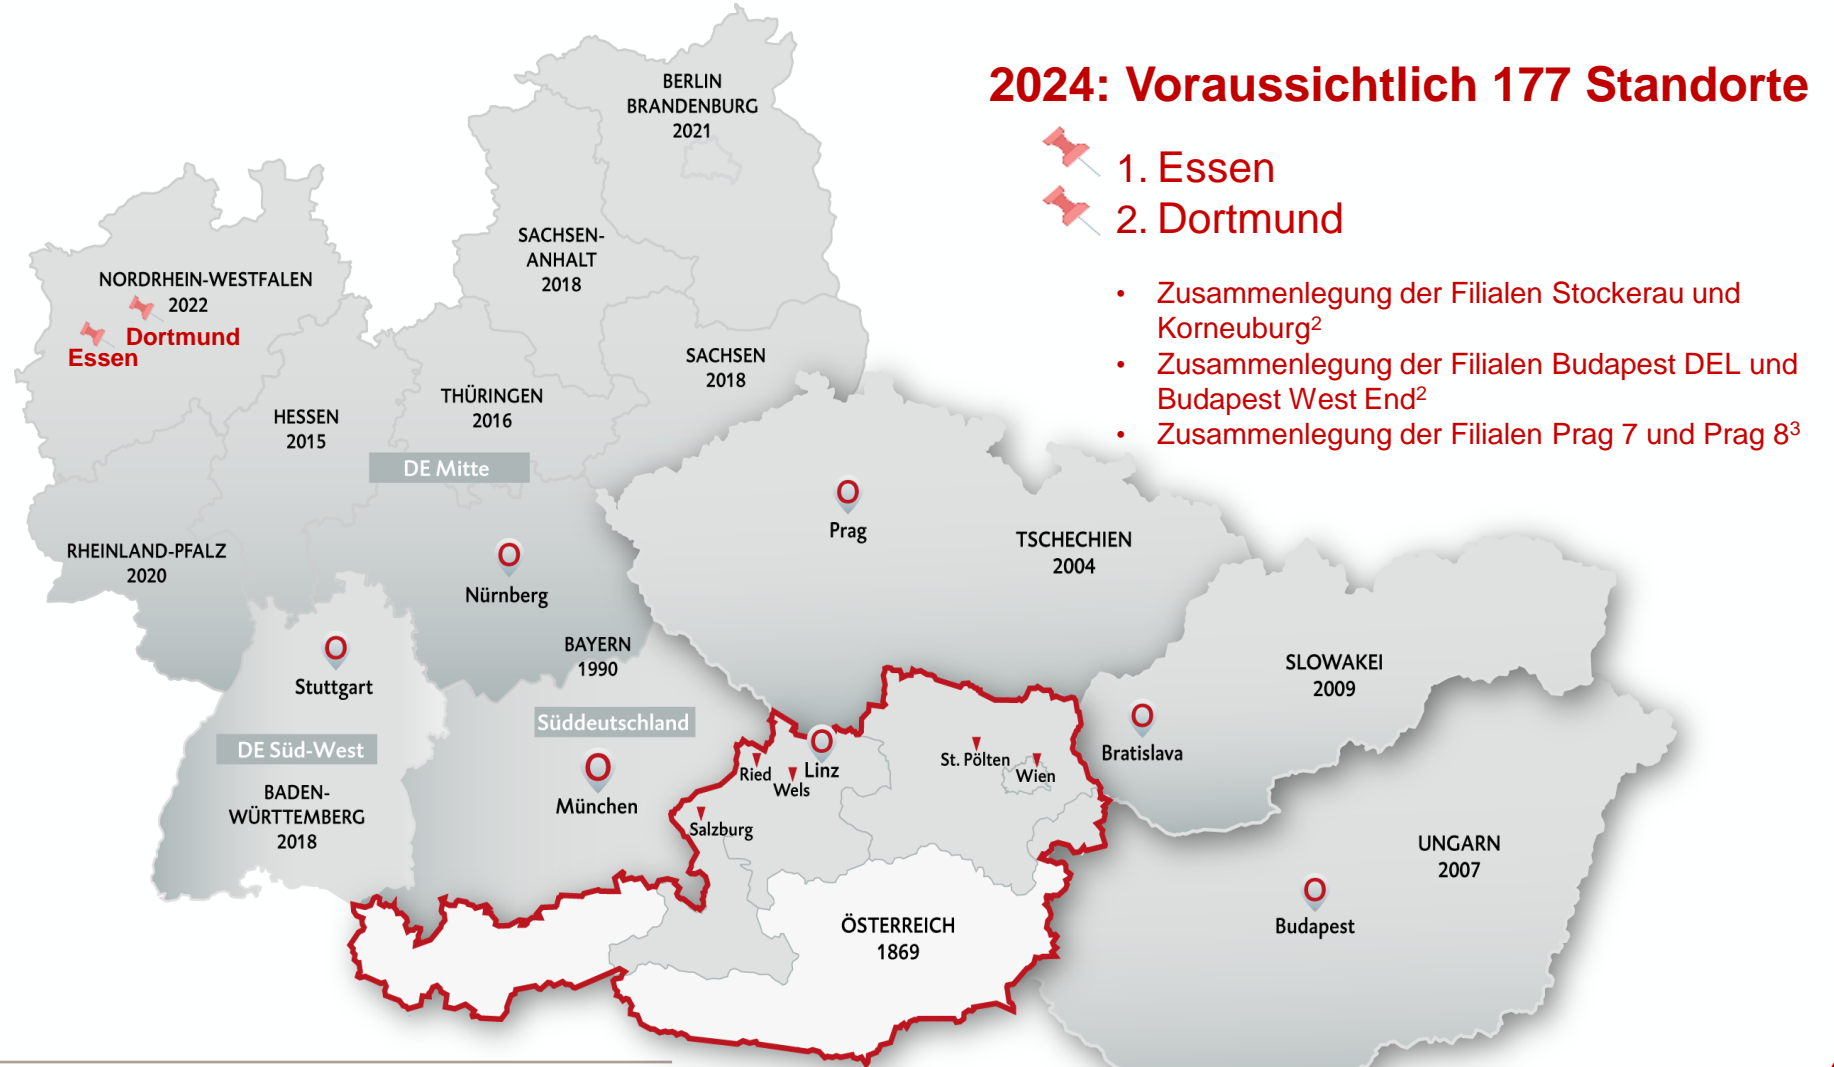 2024: Voraussichtlich 177 Standorte
1. Essen
2. Dortmund
• Zusammenlegung der Filialen Stockerau und
Korneuburg²
• Zusammenlegung der Filialen Budapest DEL und
Budapest West End²
• Zusammenlegung der Filialen Prag 7 und Prag 8³
BERLIN
BRANDENBURG
2021
SACHSEN-
ANHALT
2018
NORDRHEIN-WESTFALEN
2022
Dortmund
Essen
SACHSEN
2018
THÜRINGEN
2016
HESSEN
2015
DE Mitte
Prag
TSCHECHIEN
2004
RHEINLAND-PFALZ
2020
Nürnberg
BAYERN
1990
Stuttgart
SLOWAKEI
2009
Süddeutschland
DE Süd-West
Bratislava
St. Pölten
Wien
Linz
Ried
Wels
München
BADEN-
WÜRTTEMBERG
2018
Salzburg
UNGARN
2007
Budapest
ÖSTERREICH
1869